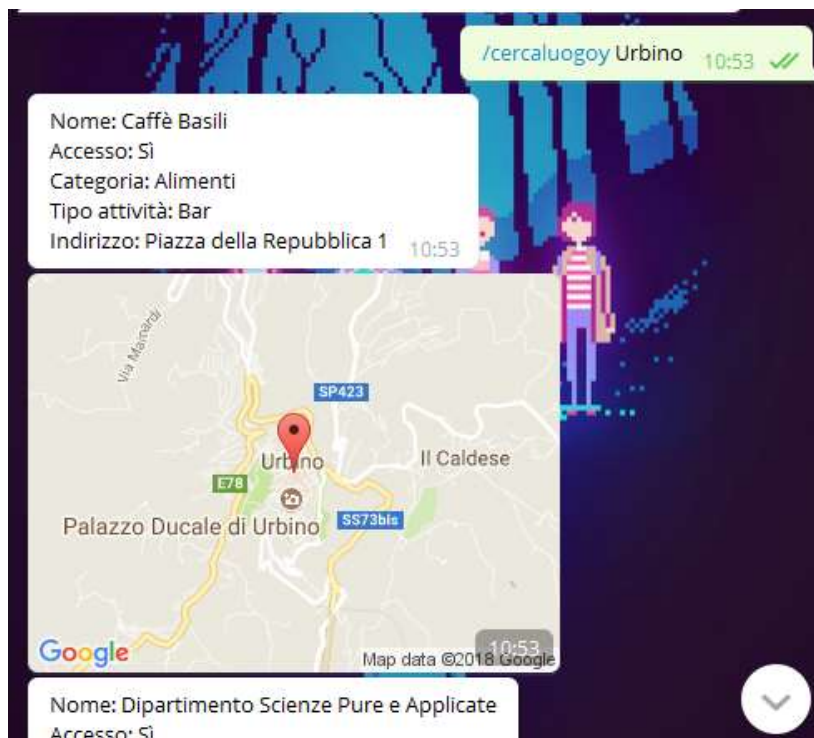 /cercaluogoy Urbino 10:53
Nome: Caffè Basili
Accesso: Sì
Categoria: Alimenti
Tipo attività: Bar
Indirizzo: Piazza della Repubblica 1 10:53
Via Mainardi
SP423
Urbino
Il Caldese
E78
Palazzo Ducale di Urbino
SS73bis
10:53
Google
Map data ©2018 Google
Nome: Dipartimento Scienze Pure e Applicate
Accesso: Sì